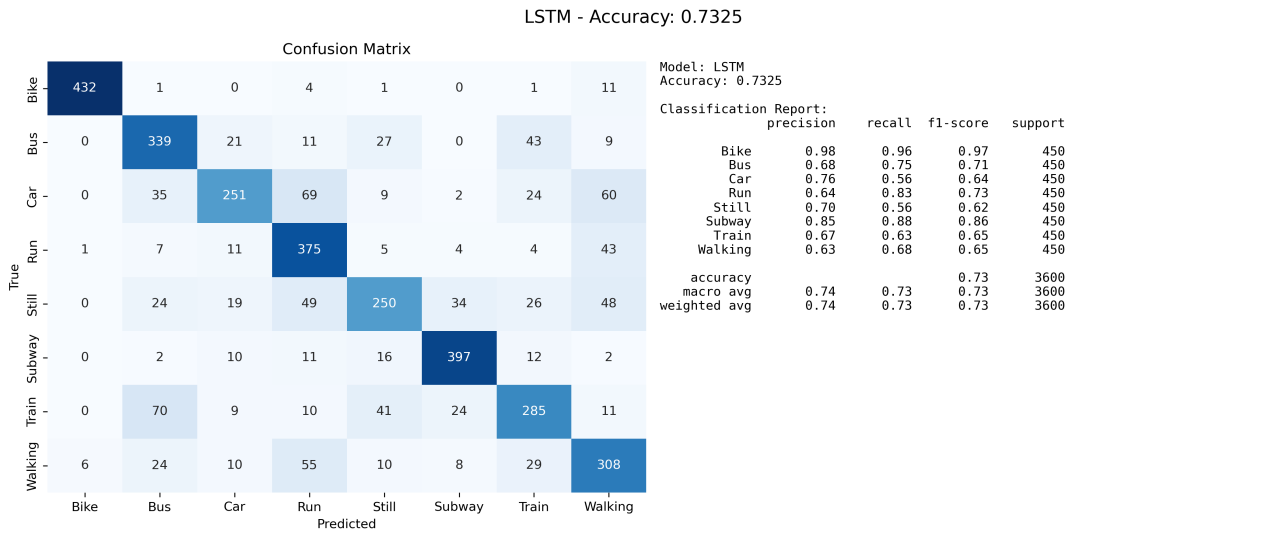 LSTM - Accuracy: 0.7325
Confusion Matrix
True
Bike 432 1 0 4 1 0 1 11
Bus 0 339 21 11 27 0 43 9
Car 0 35 251 69 9 2 24 60
Run 1 7 11 375 5 4 4 43
Still 0 24 19 49 250 34 26 48
Subway 0 2 10 11 16 397 12 2
Train 0 70 9 10 41 24 285 11
Walking 6 24 10 55 10 8 29 308
Bike Bus Car Run Still Subway Train Walking
Predicted
Model: LSTM
Accuracy: 0.7325
Classification Report:
precision recall f1-score support
Bike 0.98 0.96 0.97 450
Bus 0.68 0.75 0.71 450
Car 0.76 0.56 0.64 450
Run 0.64 0.83 0.73 450
Still 0.70 0.56 0.62 450
Subway 0.85 0.88 0.86 450
Train 0.67 0.63 0.65 450
Walking 0.63 0.68 0.65 450
accuracy 0.73 3600
macro avg 0.74 0.73 0.73 3600
weighted avg 0.74 0.73 0.73 3600